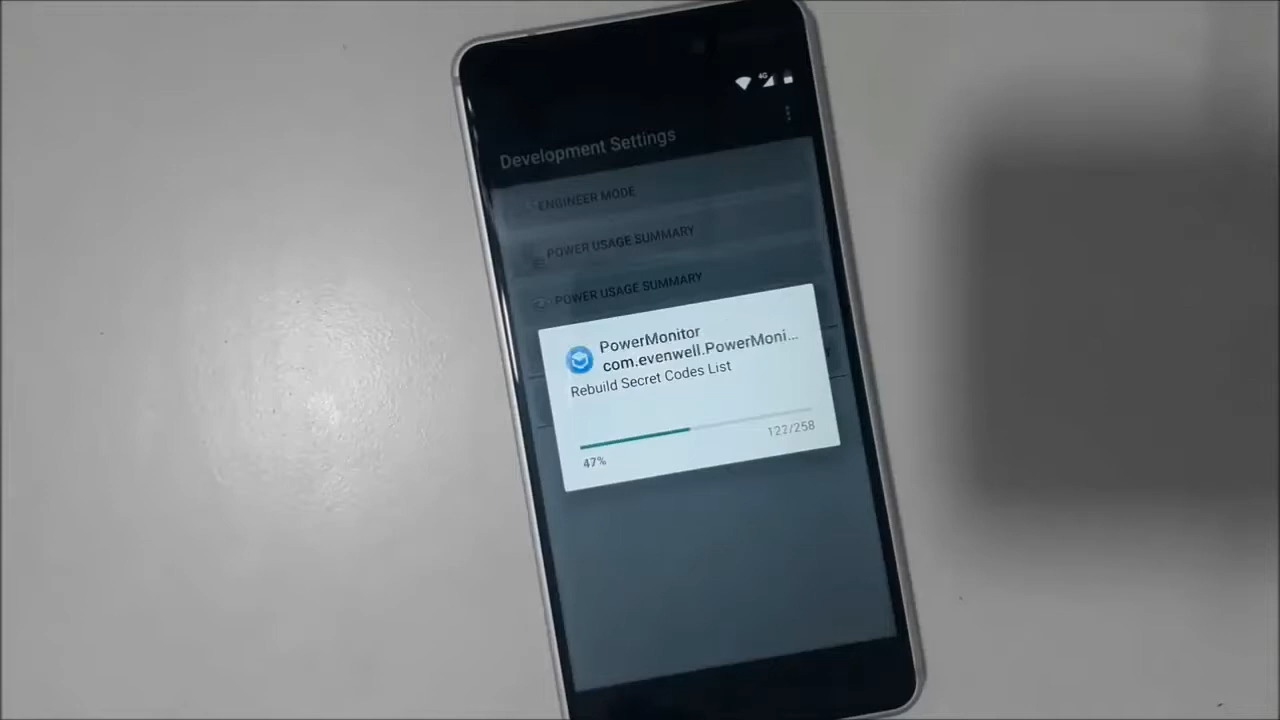 4G
Development Settings
ENGINEER MODE
POWER USAGE SUMMARY
POWER USAGE SUMMARY
PowerMonitor
com.evenwell.PowerMoni...
Rebuild Secret Codes List
122/258
47%